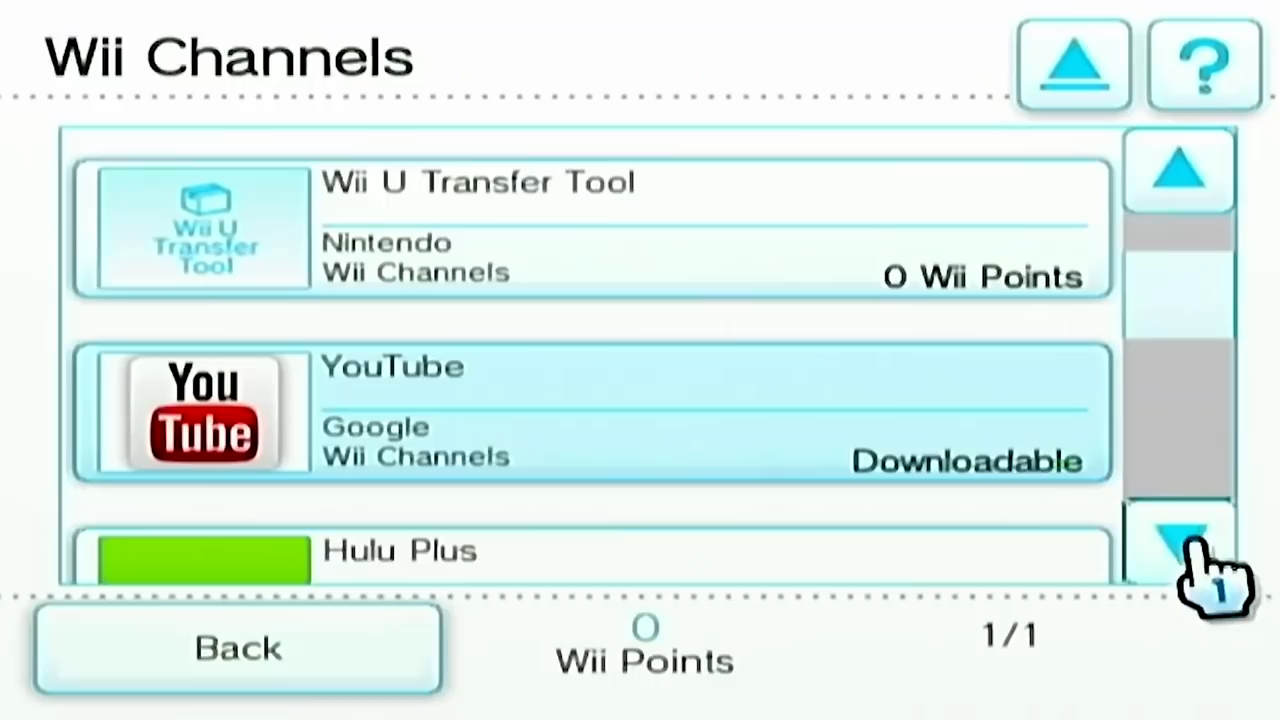 Wii Channels
?
Wii U
Transfer
Tool
Wii U Transfer Tool
Nintendo
Wii Channels
0 Wii Points
You
Tube
YouTube
Google
Wii Channels
Downloadable
Hulu Plus
1
Back
0
Wii Points
1/1